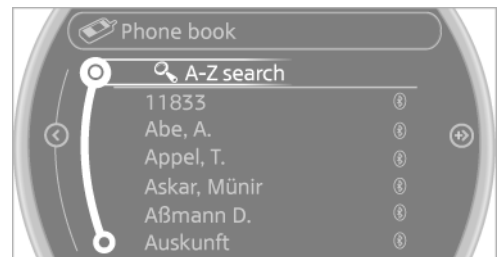 Phone book
A-Z search
11833
Abe, A.
Appel, T.
Askar, Münir
Aßmann D.
Auskunft